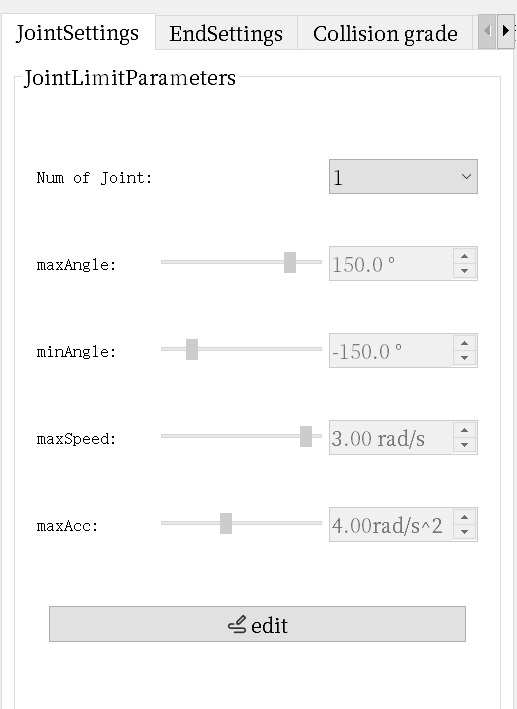 JointSettings EndSettings Collision grade
JointLimitParameters
Num of Joint: 1
maxAngle: 150.0 °
minAngle: -150.0 °
maxSpeed: 3.00 rad/s
maxAcc: 4.00rad/s^2
edit